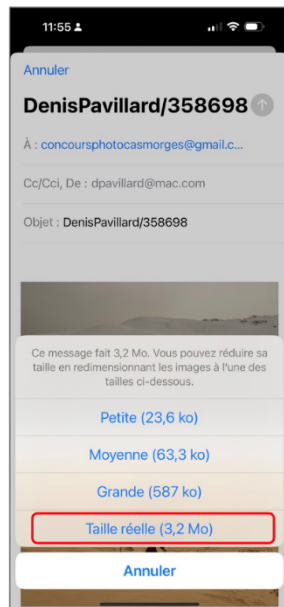 11:55
Annuler
DenisPavillard/358698
À : concoursphotocasmorges@gmail.c...
Cc/Cci, De : dpavillard@mac.com
Objet : DenisPavillard/358698
Ce message fait 3,2 Mo. Vous pouvez réduire sa
taille en redimensionnant les images à l'une des
tailles ci-dessous.
Petite (23,6 ko)
Moyenne (63,3 ko)
Grande (587 ko)
Taille réelle (3,2 Mo)
Annuler